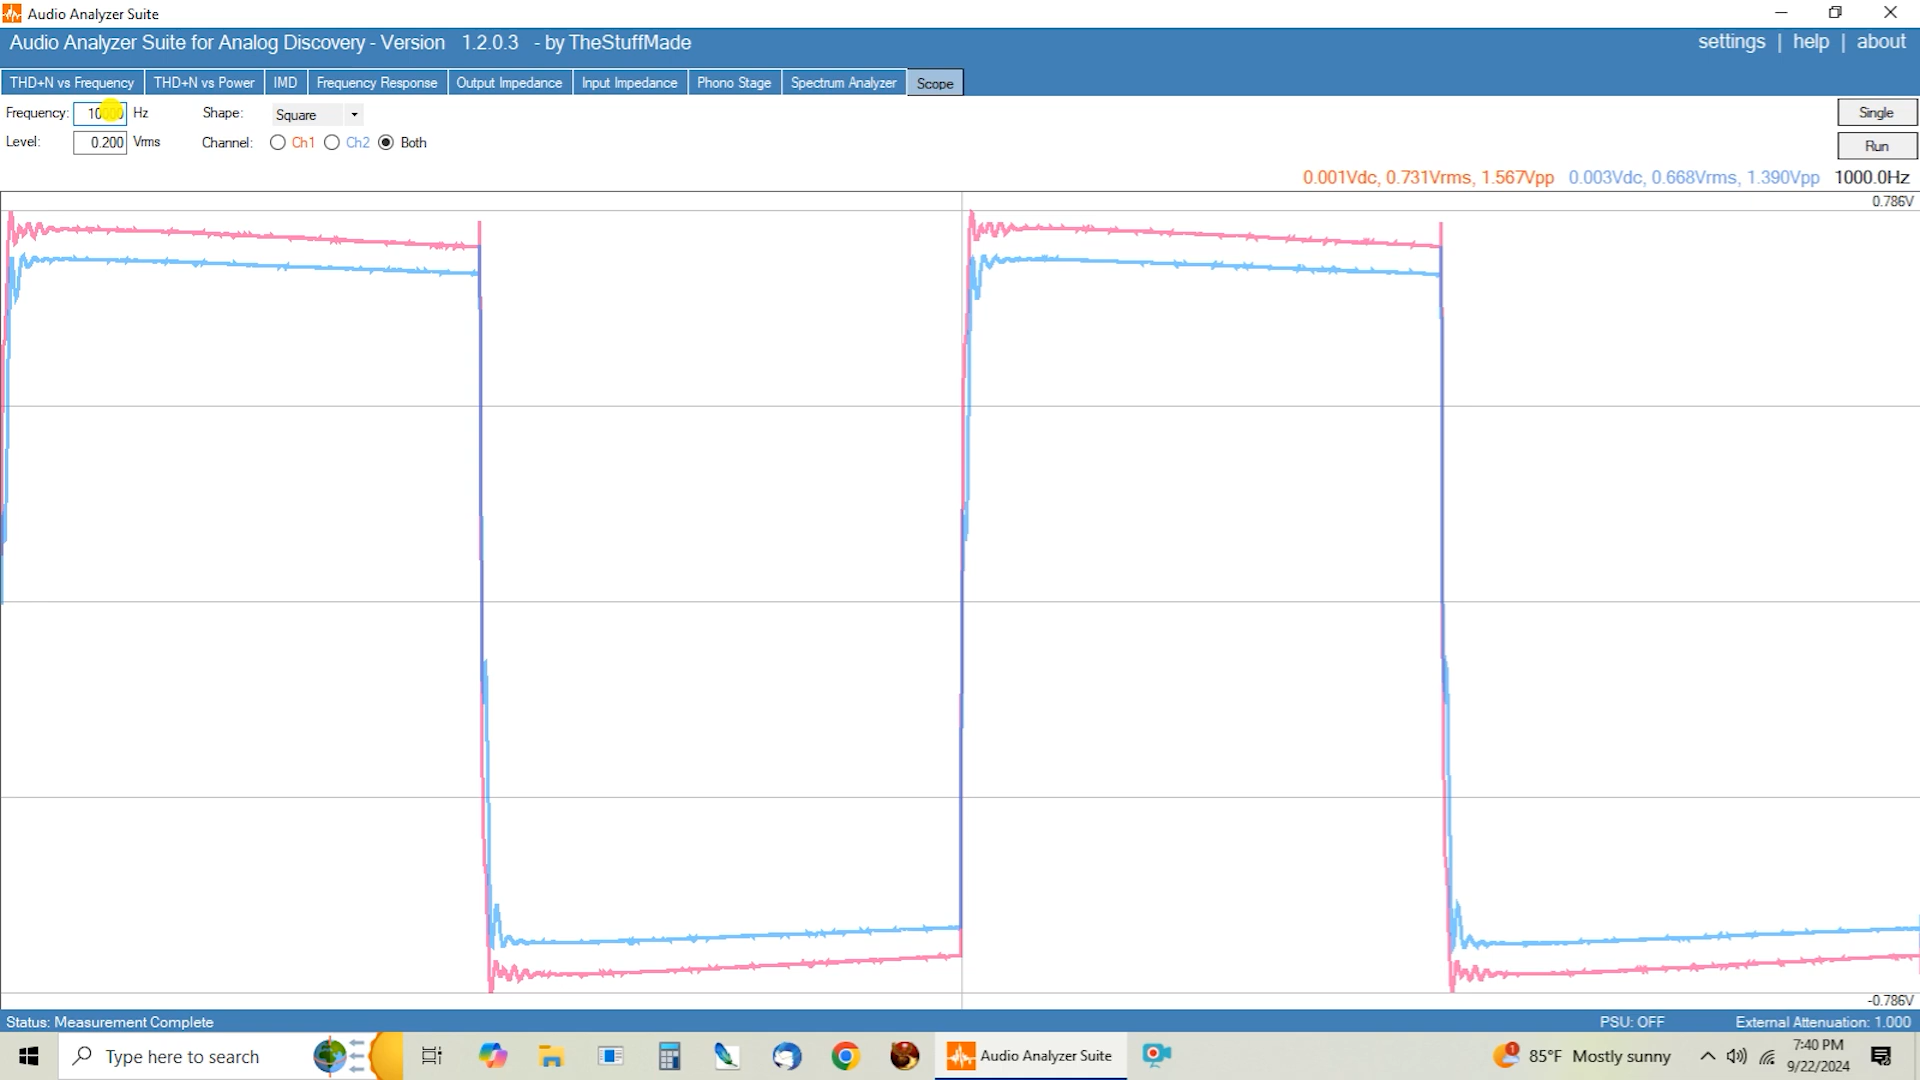 Audio Analyzer Suite
Audio Analyzer Suite for Analog Discovery - Version 1.2.0.3 - by TheStuffMade
settings | help | about
THD+N vs Frequency THD+N vs Power IMD Frequency Response Output Impedance Input Impedance Phono Stage Spectrum Analyzer Scope
Frequency: Hz Shape: Square
Single
Level: 0.200 Vrms Channel: Ch1 Ch2 Both
Run
0.001Vdc, 0.731Vrms, 1.567Vpp 0.003Vdc, 0.668Vrms, 1.390Vpp 1000.0Hz
0.786V
-0.786V
Status: Measurement Complete PSU: OFF External Attenuation: 1.000
Type here to search
Audio Analyzer Suite
1
85°F Mostly sunny
7:40 PM
9/22/2024